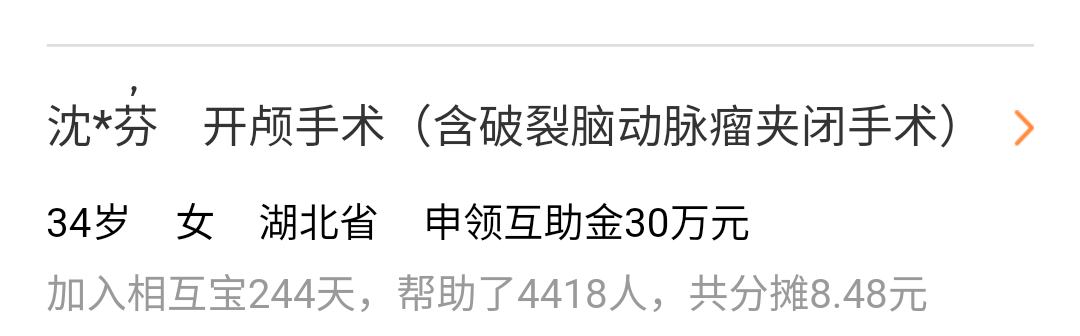 沈*芬 开颅手术（含破裂脑动脉瘤夹闭手术）
34岁 女 湖北省 申领互助金30万元
加入相互宝244天，帮助了4418人，共分摊8.48元